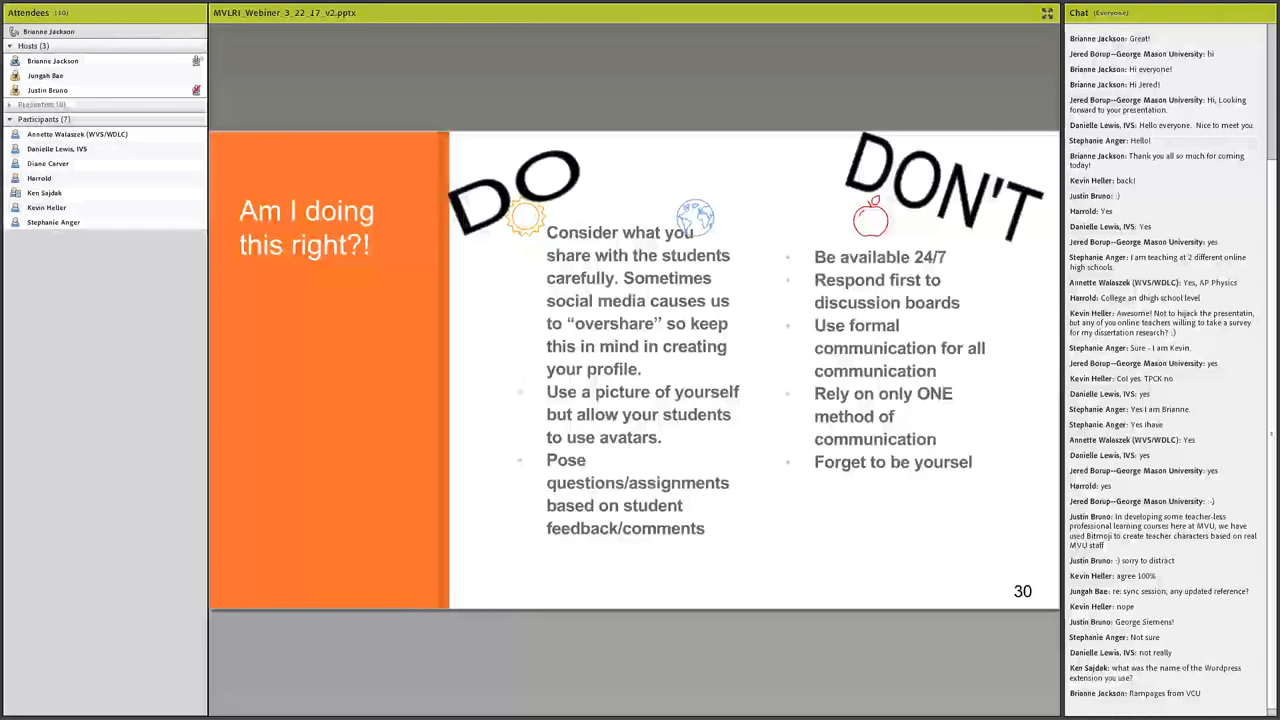 Attendees (10)
Brianne Jackson
Hosts (3)
Brianne Jackson
Jungah Bae
Justin Bruno
Presenters (0)
Participants (7)
Annette Walaszek (WVS/WDLC)
Danielle Lewis, IVS
Diane Carver
Harrold
Ken Sajdak
Kevin Heller
Stephanie Anger
MVLRI_Webiner_3_22_17_v2.pptx
Am I doing
this right?!
DO
Consider what you
share with the students
carefully. Sometimes
social media causes us
to “overshare” so keep
this in mind in creating
your profile.
Use a picture of yourself
but allow your students
to use avatars.
Pose
questions/assignments
based on student
feedback/comments
DON'T
Be available 24/7
Respond first to
discussion boards
Use formal
communication for all
communication
Rely on only ONE
method of
communication
Forget to be yoursel
30
Chat (Everyone)
Brianne Jackson: Great!
Jered Borup--George Mason University: hi
Brianne Jackson: Hi everyone!
Brianne Jackson: Hi Jered!
Jered Borup--George Mason University: Hi, Looking
forward to your presentation.
Danielle Lewis, IVS: Hello everyone. Nice to meet you.
Stephanie Anger: Hello!
Brianne Jackson: Thank you all so much for coming
today!
Kevin Heller: back!
Justin Bruno: :)
Harrold: Yes
Danielle Lewis, IVS: Yes
Jered Borup--George Mason University: yes
Stephanie Anger: I am teaching at 2 different online
high schools.
Annette Walaszek (WVS/WDLC): Yes, AP Physics
Harrold: College an dhigh school level
Kevin Heller: Awesome! Not to hijack the presentatin,
but any of you online teachers willing to take a survey
for my dissertation research? :)
Stephanie Anger: Sure - I am Kevin.
Jered Borup--George Mason University: yes
Kevin Heller: CoI yes. TPCK no
Danielle Lewis, IVS: yes
Stephanie Anger: Yes I am Brianne.
Stephanie Anger: Yes Ihave
Annette Walaszek (WVS/WDLC): Yes
Danielle Lewis, IVS: yes
Jered Borup--George Mason University: yes
Harrold: yes
Jered Borup--George Mason University: :-)
Justin Bruno: In developing some teacher-less
professional learning courses here at MVU, we have
used Bitmoji to create teacher characters based on real
MVU staff
Justin Bruno: :) sorry to distract
Kevin Heller: agree 100%
Jungah Bae: re: sync session, any updated reference?
Kevin Heller: nope
Justin Bruno: George Siemens!
Stephanie Anger: Not sure
Danielle Lewis, IVS: not really
Ken Sajdak: what was the name of the Wordpress
extension you use?
Brianne Jackson: Rampages from VCU